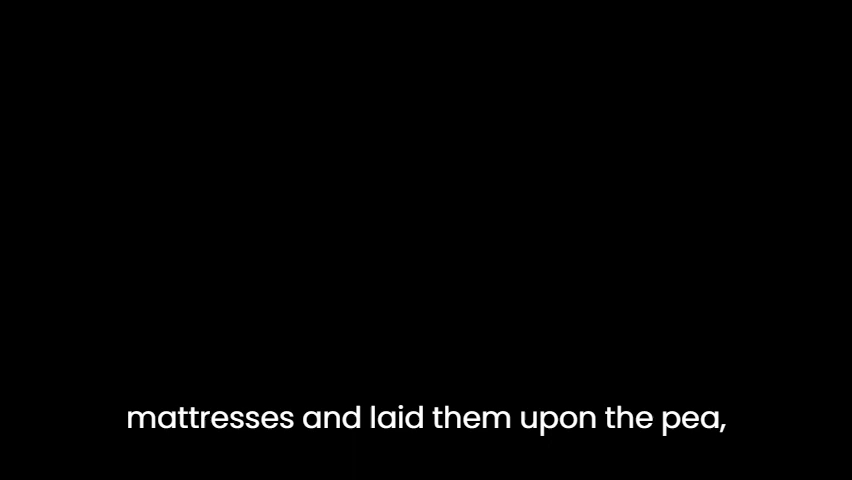 mattresses and laid them upon the pea,